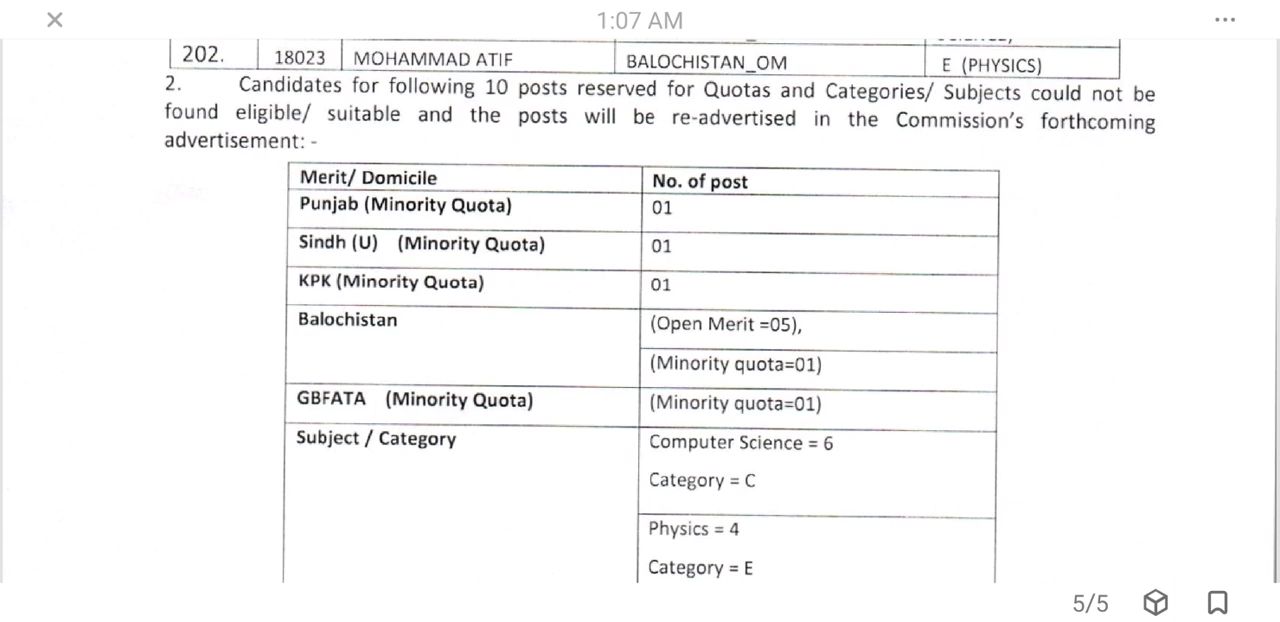 1:07 AM
202. 18023 MOHAMMAD ATIF BALOCHISTAN_OM E (PHYSICS)
2. Candidates for following 10 posts reserved for Quotas and Categories/ Subjects could not be
found eligible/ suitable and the posts will be re-advertised in the Commission's forthcoming
advertisement: -
Merit/ Domicile No. of post
Punjab (Minority Quota) 01
Sindh (U) (Minority Quota) 01
KPK (Minority Quota) 01
Balochistan (Open Merit =05),
(Minority quota=01)
GBFATA (Minority Quota) (Minority quota=01)
Subject / Category Computer Science = 6
Category = C
Physics = 4
Category = E
5/5